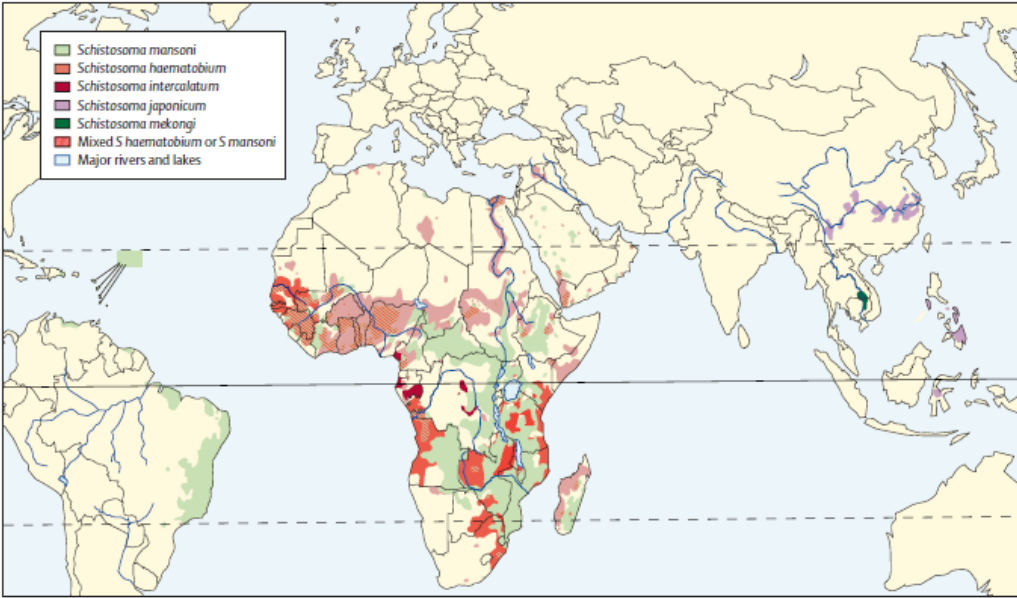 Schistosoma mansoni
Schistosoma haematobium
Schistosoma intercalatum
Schistosoma japonicum
Schistosoma mekongi
Mixed S haematobium or S mansoni
Major rivers and lakes